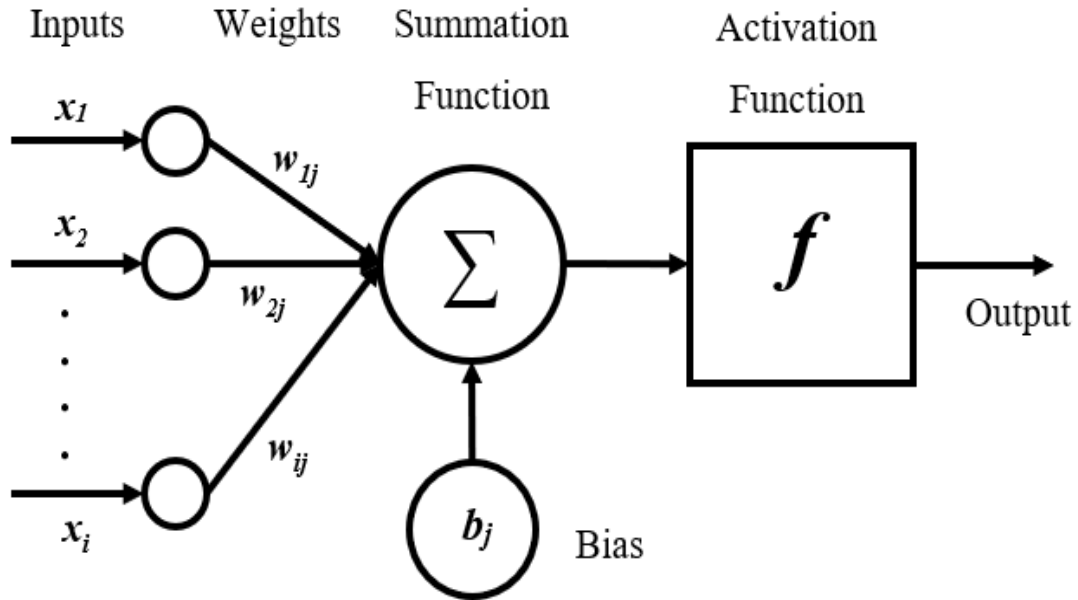 Inputs
Weights
Summation
Function
Activation
Function
x1
w1j
x2
w2j
.
.
.
.
wij
xi
∑
f
Output
bj
Bias